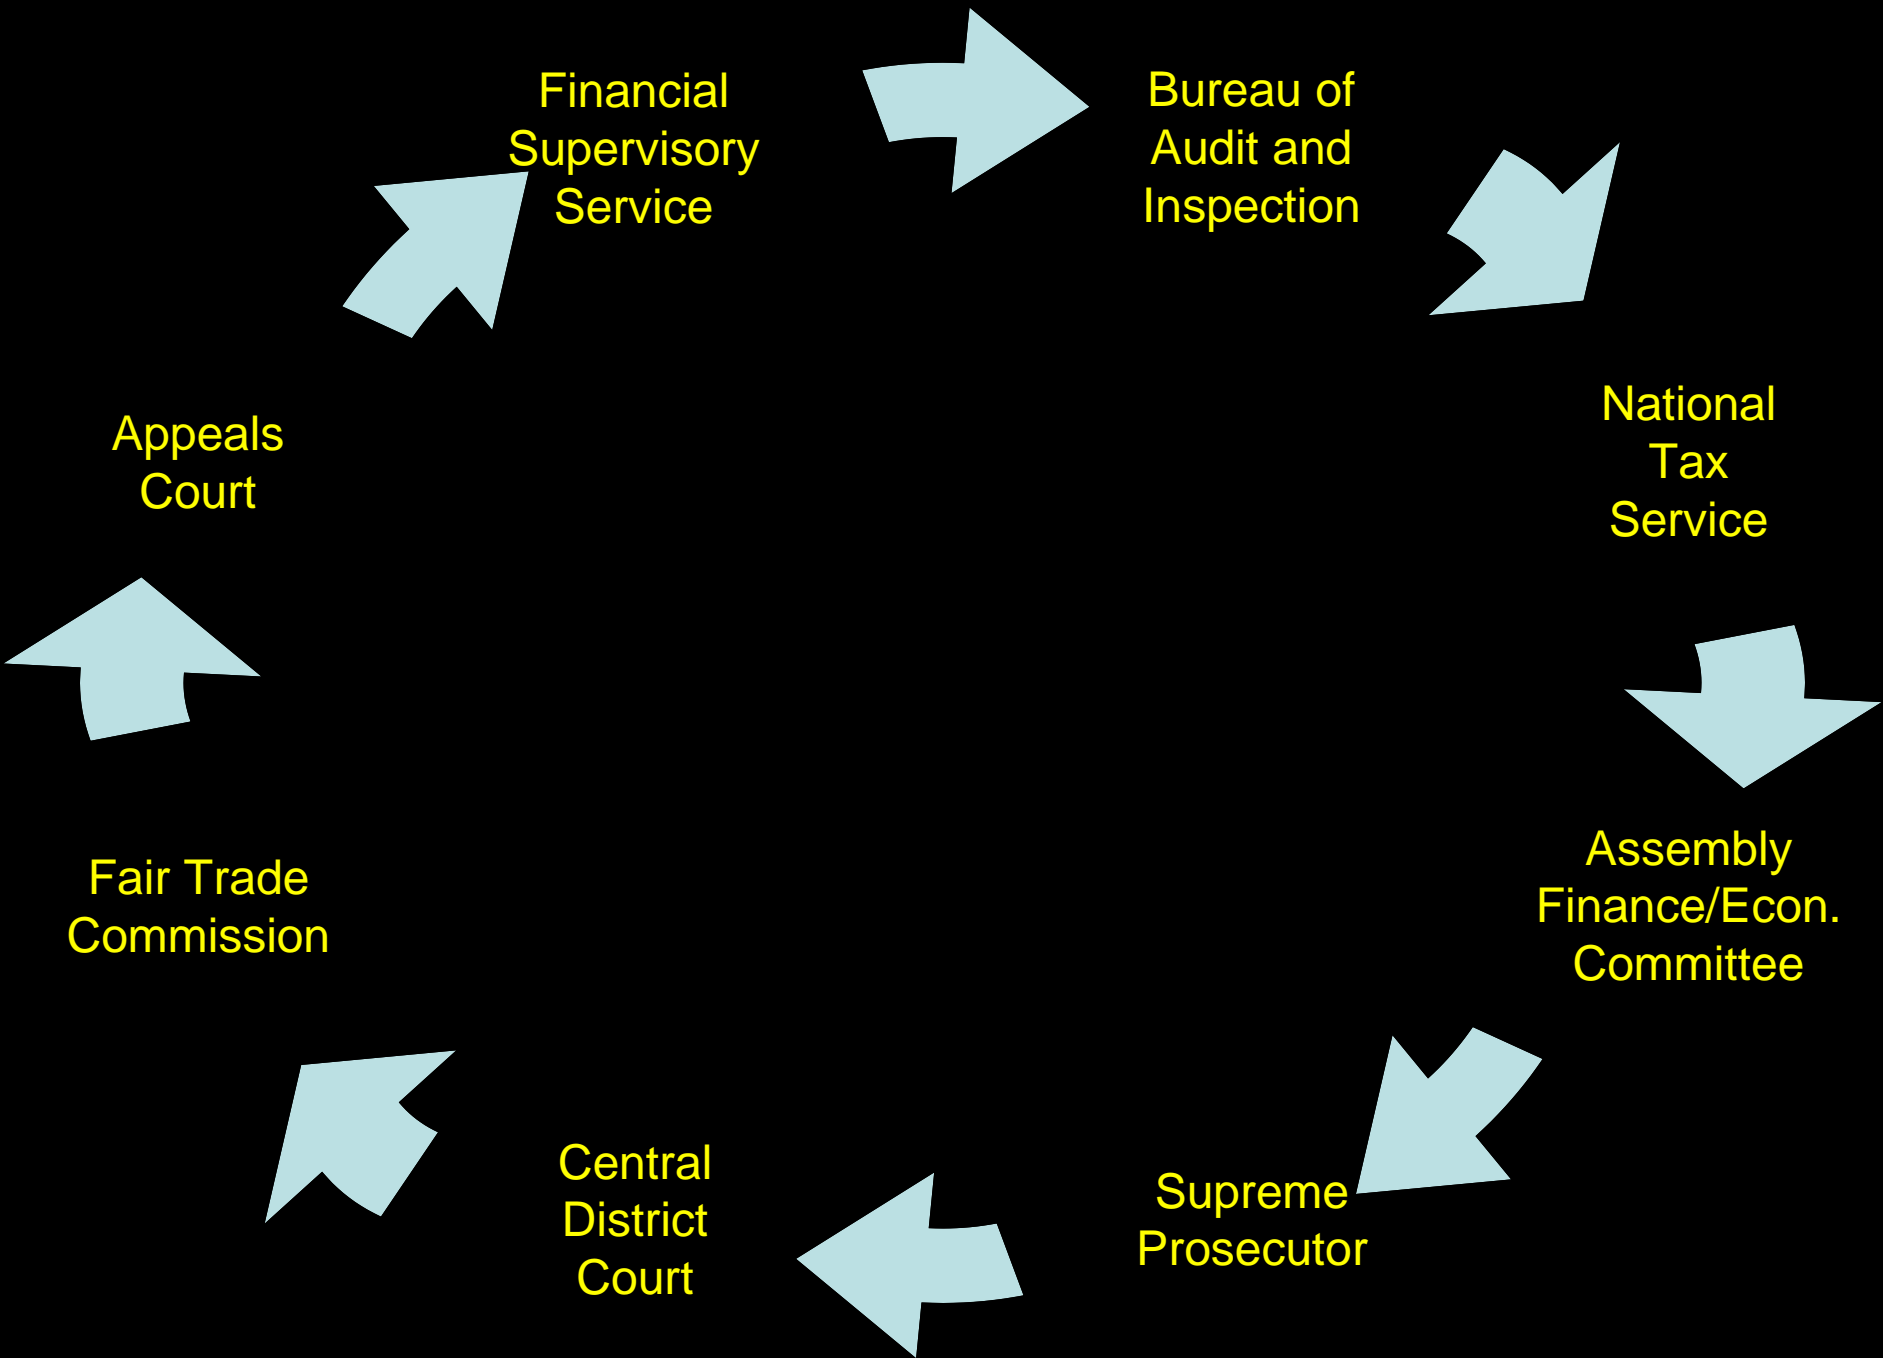 Financial
Supervisory
Service
Bureau of
Audit and
Inspection
National
Tax
Service
Assembly
Finance/Econ.
Committee
Supreme
Prosecutor
Central
District
Court
Fair Trade
Commission
Appeals
Court